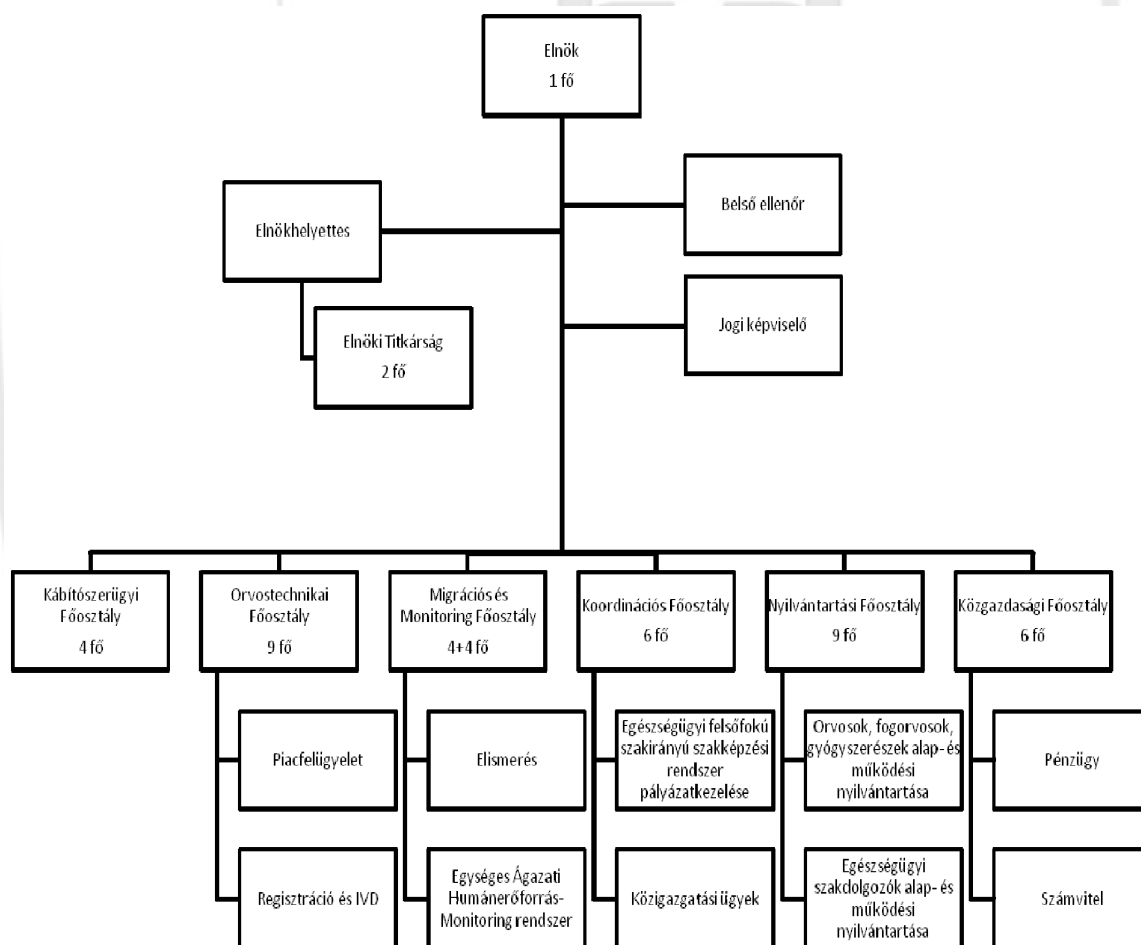 Elnök
1 fő
Belső ellenőr
Elnökhelyettes
Jogi képviselő
Elnöki Titkárság
2 fő
Kábítószerügyi
Főosztály
4 fő
Orvostechnikai
Főosztály
9 fő
Migrációs és
Monitoring Főosztály
4+4 fő
Koordinációs Főosztály
6 fő
Nyilvántartási Főosztály
9 fő
Közgazdasági Főosztály
6 fő
Piacfelügyelet
Elismerés
Egészségügyi felsőfokú
szakirányú szakképzési
rendszer
pályázatkezelése
Orvosok, fogorvosok,
gyógyszerészek alap- és
működési
nyilvántartása
Pénzügy
Regisztráció és IVD
Egységes Ágazati
Humánerőforrás-
Monitoring rendszer
Közigazgatási ügyek
Egészségügyi
szakdolgozók alap- és
működési
nyilvántartása
Számvitel